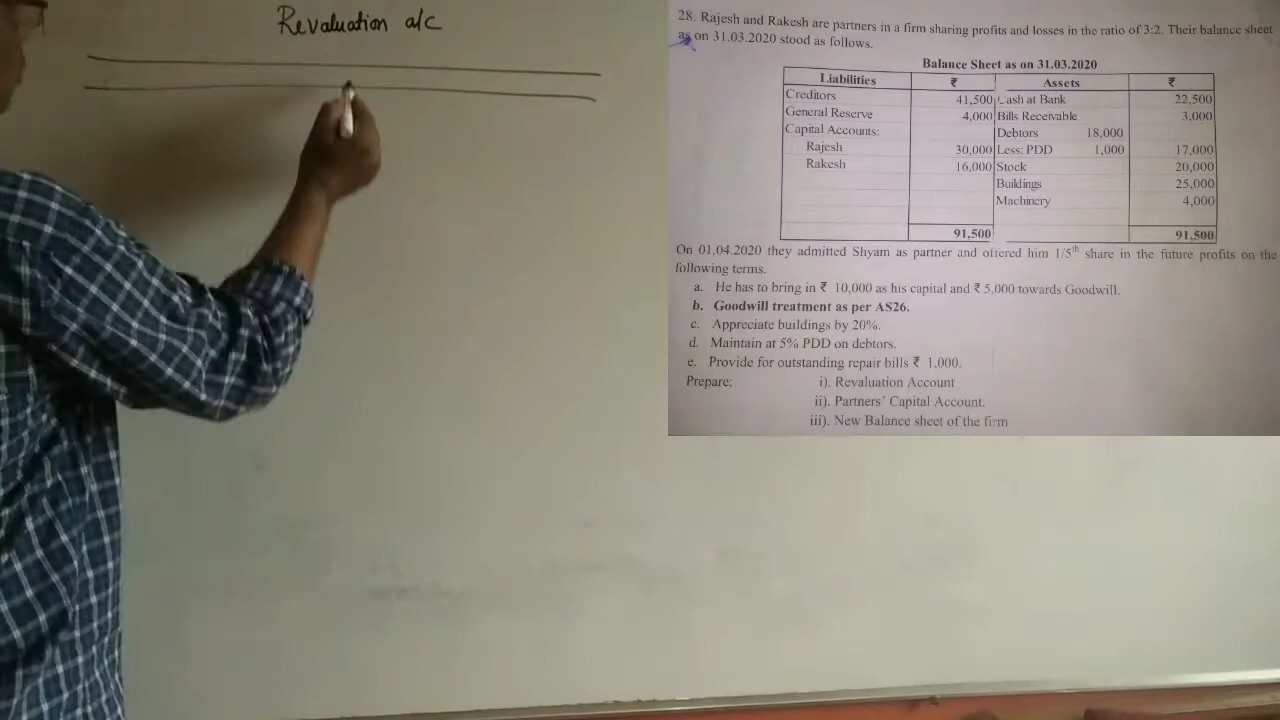 Revaluation a/c
28. Rajesh and Rakesh are partners in a firm sharing profits and losses in the ratio of 3:2. Their balance sheet
as on 31.03.2020 stood as follows.
Balance Sheet as on 31.03.2020
Liabilities ₹ Assets ₹
Creditors 41,500 Cash at Bank 22,500
General Reserve 4,000 Bills Receivable 3,000
Capital Accounts: Debtors 18,000
Rajesh 30,000 Less: PDD 1,000 17,000
Rakesh 16,000 Stock 20,000
Buildings 25,000
Machinery 4,000
91,500 91,500
On 01.04.2020 they admitted Shyam as partner and offered him 1/5th share in the future profits on the
following terms.
a. He has to bring in ₹ 10,000 as his capital and ₹ 5,000 towards Goodwill.
b. Goodwill treatment as per AS26.
c. Appreciate buildings by 20%.
d. Maintain at 5% PDD on debtors.
e. Provide for outstanding repair bills ₹ 1,000.
Prepare: i). Revaluation Account
ii). Partners' Capital Account.
iii). New Balance sheet of the firm